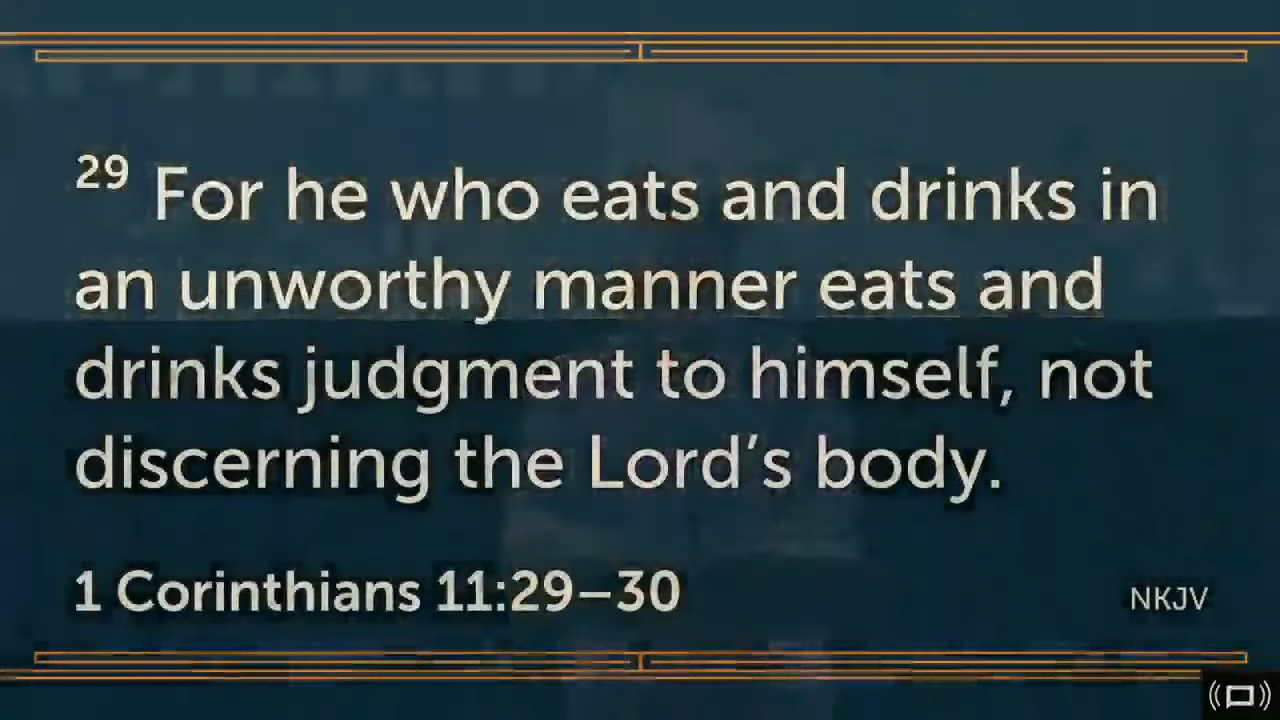 29 For he who eats and drinks in
an unworthy manner eats and
drinks judgment to himself, not
discerning the Lord’s body.
1 Corinthians 11:29–30
NKJV